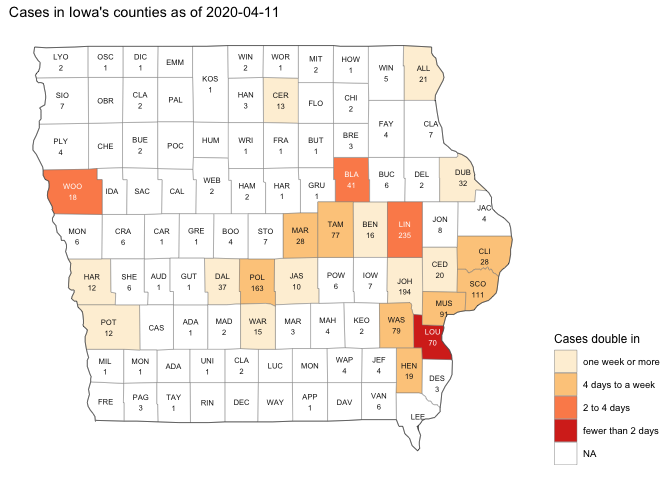 Cases in Iowa's counties as of 2020-04-11
LYO
2
OSC
1
DIC
1
EMM
KOS
1
WIN
2
WOR
1
MIT
2
HOW
1
WIN
5
ALL
21
SIO
7
OBR
CLA
2
PAL
HAN
3
CER
13
FLO
CHI
2
FAY
4
CLA
7
PLY
4
CHE
BUE
2
POC
HUM
WRI
1
FRA
1
BUT
1
BRE
3
WOO
18
IDA
SAC
CAL
WEB
2
HAM
2
HAR
1
GRU
1
BLA
41
BUC
6
DEL
2
DUB
32
MON
6
CRA
6
CAR
1
GRE
1
BOO
4
STO
7
MAR
28
TAM
77
BEN
16
LIN
235
JON
8
JAC
4
HAR
12
SHE
6
AUD
1
GUT
1
DAL
37
POL
163
JAS
10
POW
6
IOW
7
JOH
194
CED
20
CLI
28
SCO
111
POT
12
CAS
ADA
1
MAD
2
WAR
15
MAR
3
MAH
4
KEO
2
WAS
79
MUS
91
LOU
70
MIL
1
MON
1
ADA
UNI
1
CLA
2
LUC
MON
WAP
4
JEF
4
HEN
19
DES
3
FRE
PAG
3
TAY
1
RIN
DEC
WAY
APP
1
DAV
VAN
6
LEE
Cases double in
one week or more
4 days to a week
2 to 4 days
fewer than 2 days
NA